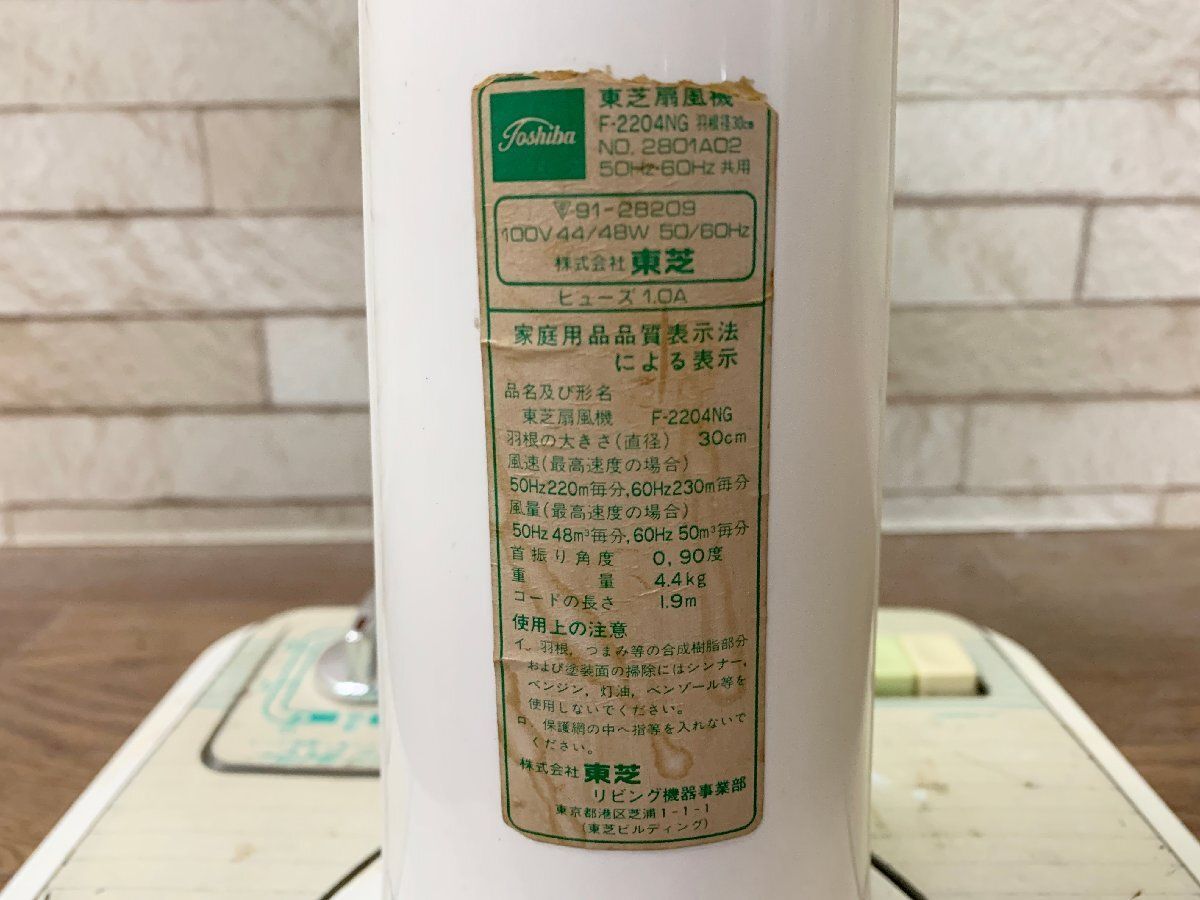 Toshiba
東芝扇風機
F-2204NG 羽根径30cm
NO. 2801A02
50Hz-60Hz 共用
91-28209
100V 44/48W 50/60Hz
株式会社 東芝
ヒューズ 1.0A
家庭用品品質表示法
による表示
品名及び形名
東芝扇風機 F-2204NG
羽根の大きさ(直径) 30cm
風速(最高速度の場合)
50Hz220m毎分,60Hz230m毎分
風量(最高速度の場合)
50Hz 48m³毎分,60Hz 50m³毎分
首振り角度 0, 90度
重量 4.4kg
コードの長さ 1.9m
使用上の注意
イ. 羽根, つまみ等の合成樹脂部分
および塗装面の掃除にはシンナー,
ベンジン, 灯油, ベンゾール等を
使用しないでください。
ロ. 保護網の中へ指等を入れないで
ください。
株式会社 東芝
リビング機器事業部
東京都港区芝浦1-1-1
(東芝ビルディング)